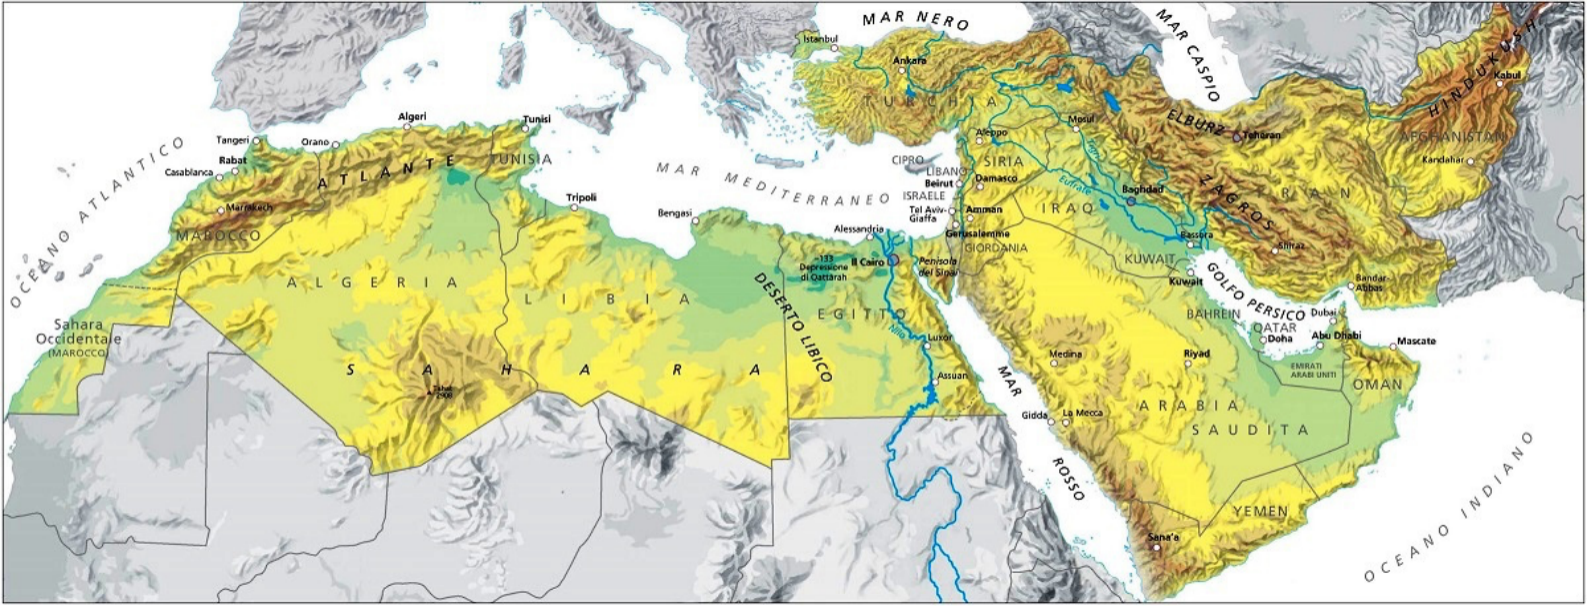 MAR NERO
MAR CASPIO
HINDUKUSH
Istanbul
Ankara
Kabul
TURCHIA
Algeri
Tunisi
Mosul
ELBURZ
Teheran
AFGHANISTAN
Tangeri
Orano
Aleppo
Tigri
Rabat
ATLANTE
TUNISIA
CIPRO
SIRIA
Kandahar
Casablanca
MAR MEDITERRANEO
LIBANO
Beirut
Damasco
Eufrate
Baghdad
ZAGROS
IRAN
OCEANO ATLANTICO
Marrakech
Tripoli
Bengasi
ISRAELE
Tel Aviv-
Giaffa
Amman
IRAQ
MAROCCO
Alessandria
Gerusalemme
Bassora
GIORDANIA
Shiraz
-133
Depressione
di Qattârah
Il Cairo
Penisola
del Sinai
KUWAIT
Kuwait
GOLFO PERSICO
Bandar-
Abbas
ALGERIA
LIBIA
DESERTO LIBICO
EGITTO
Nilo
BAHREIN
Dubai
Sahara
Occidentale
(MAROCCO)
QATAR
Doha
Abu Dhabi
Mascate
Luxor
Medina
Riyad
SAHARA
Assuan
MAR ROSSO
EMIRATI
ARABI UNITI
OMAN
Tahat
2908
Gidda
La Mecca
ARABIA
SAUDITA
YEMEN
Sana'a
OCEANO INDIANO